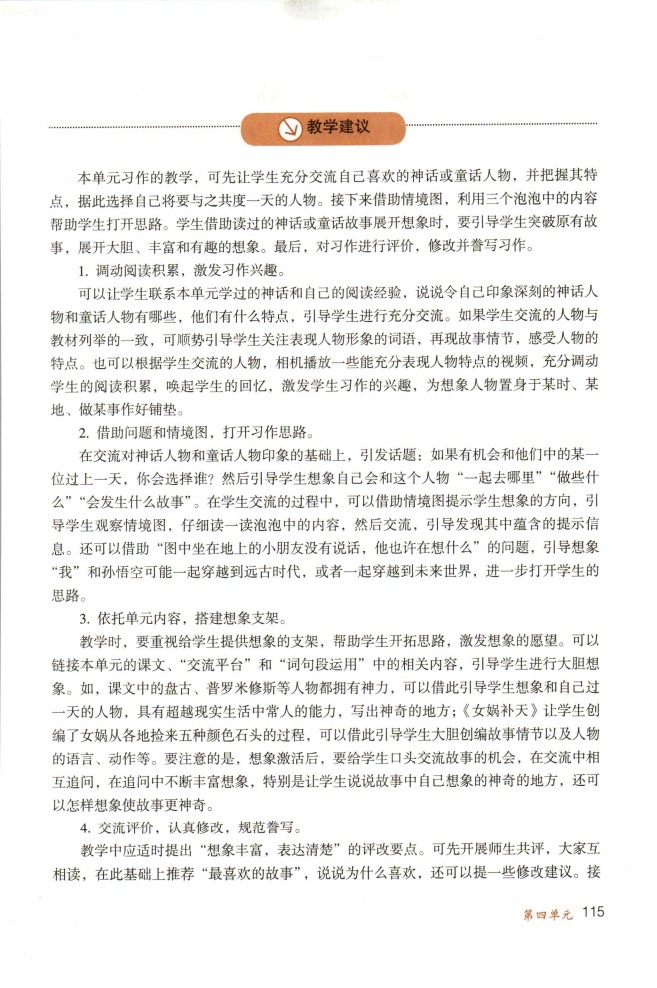 教学建议
本单元习作的教学，可先让学生充分交流自己喜欢的神话或童话人物，并把握其特
点，据此选择自己将要与之共度一天的人物。接下来借助情境图，利用三个泡泡中的内容
帮助学生打开思路。学生借助读过的神话或童话故事展开想象时，要引导学生突破原有故
事，展开大胆、丰富和有趣的想象。最后，对习作进行评价，修改并誊写习作。
1. 调动阅读积累，激发习作兴趣。
可以让学生联系本单元学过的神话和自己的阅读经验，说说令自己印象深刻的神话人
物和童话人物有哪些，他们有什么特点，引导学生进行充分交流。如果学生交流的人物与
教材列举的一致，可顺势引导学生关注表现人物形象的词语，再现故事情节，感受人物的
特点。也可以根据学生交流的人物，相机播放一些能充分表现人物特点的视频，充分调动
学生的阅读积累，唤起学生的回忆，激发学生习作的兴趣，为想象人物置身于某时、某
地、做某事作好铺垫。
2. 借助问题和情境图，打开习作思路。
在交流对神话人物和童话人物印象的基础上，引发话题：如果有机会和他们中的某一
位过上一天，你会选择谁？然后引导学生想象自己会和这个人物“一起去哪里”“做些什
么”“会发生什么故事”。在学生交流的过程中，可以借助情境图提示学生想象的方向，引
导学生观察情境图，仔细读一读泡泡中的内容，然后交流，引导发现其中蕴含的提示信
息。还可以借助“图中坐在地上的小朋友没有说话，他也许在想什么”的问题，引导想象
“我”和孙悟空可能一起穿越到远古时代，或者一起穿越到未来世界，进一步打开学生的
思路。
3. 依托单元内容，搭建想象支架。
教学时，要重视给学生提供想象的支架，帮助学生开拓思路，激发想象的愿望。可以
链接本单元的课文、“交流平台”和“词句段运用”中的相关内容，引导学生进行大胆想
象。如，课文中的盘古、普罗米修斯等人物都拥有神力，可以借此引导学生想象和自己过
一天的人物，具有超越现实生活中常人的能力，写出神奇的地方；《女娲补天》让学生创
编了女娲从各地捡来五种颜色石头的过程，可以借此引导学生大胆创编故事情节以及人物
的语言、动作等。要注意的是，想象激活后，要给学生口头交流故事的机会，在交流中相
互追问，在追问中不断丰富想象，特别是让学生说说故事中自己想象的神奇的地方，还可
以怎样想象使故事更神奇。
4. 交流评价，认真修改，规范誊写。
教学中应适时提出“想象丰富，表达清楚”的评改要点。可先开展师生共评，大家互
相读，在此基础上推荐“最喜欢的故事”，说说为什么喜欢，还可以提一些修改建议。接
第四单元 115